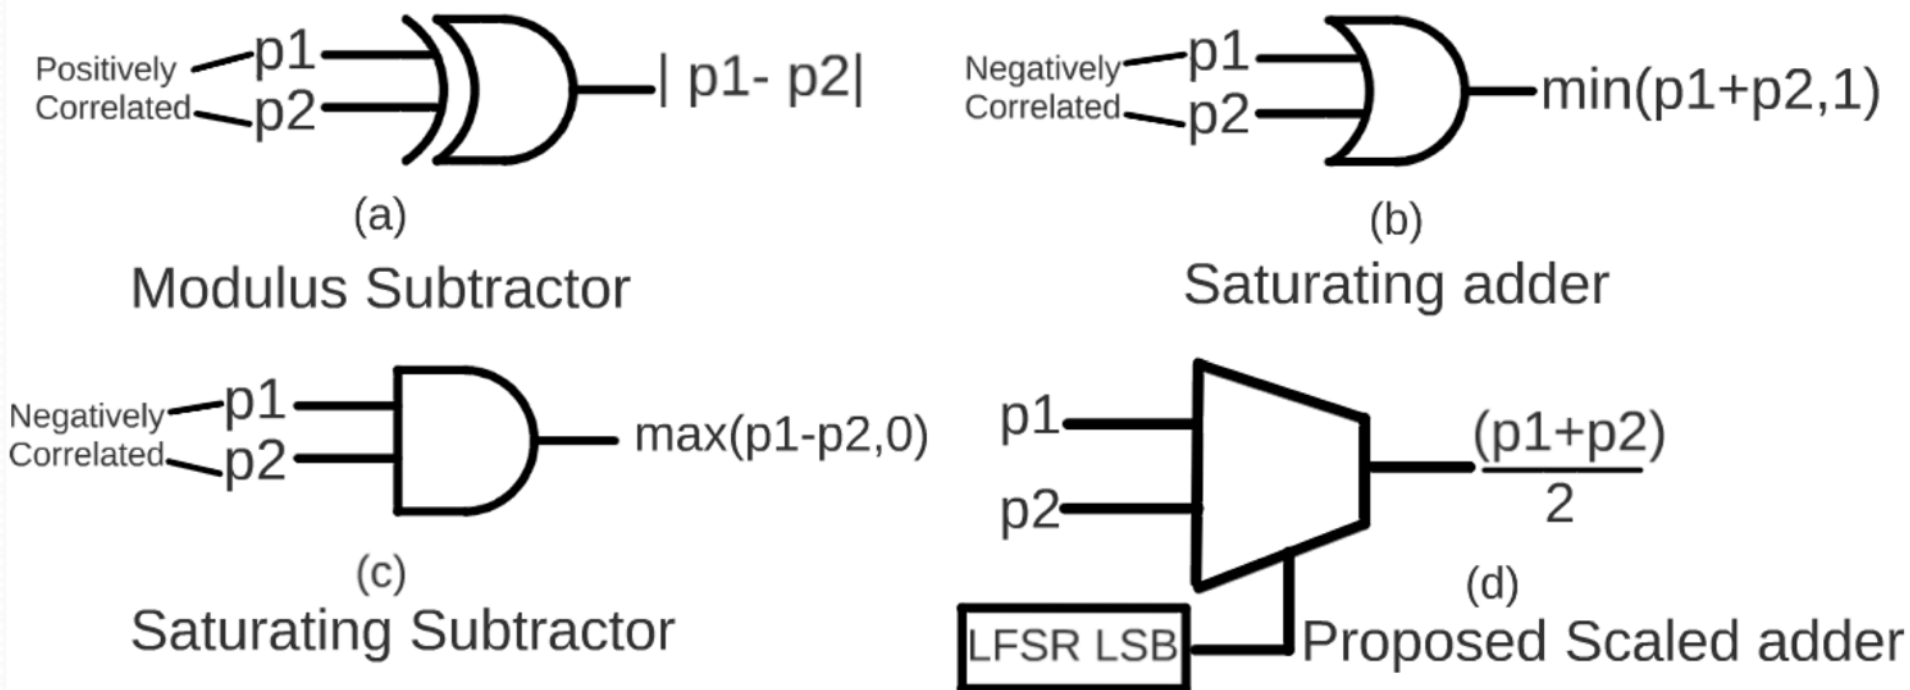 Positively
Correlated
p1
p2
| p1- p2|
(a)
Modulus Subtractor
Negatively
Correlated
p1
p2
min(p1+p2,1)
(b)
Saturating adder
Negatively
Correlated
p1
p2
max(p1-p2,0)
(c)
Saturating Subtractor
p1
p2
(p1+p2)
2
(d)
LFSR LSB
Proposed Scaled adder